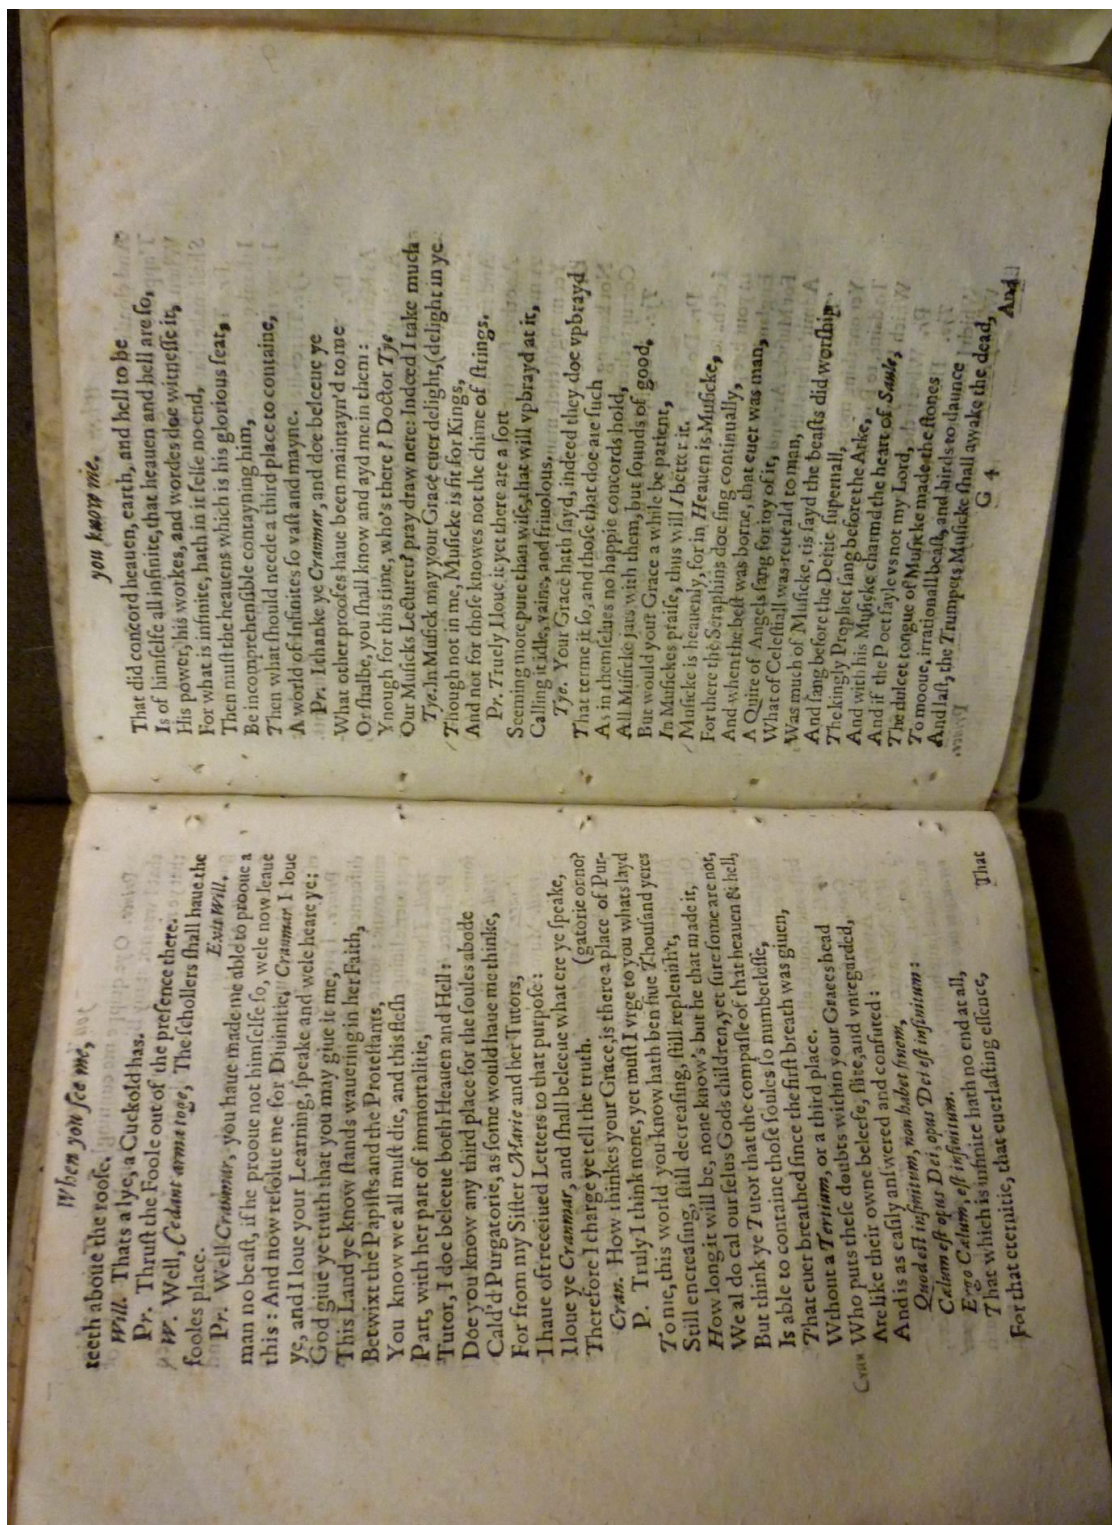 When you see me,
teeth aboue the roofe.
Will. Thats a lye, a Cuckold has.
Pr. Thruſt the Foole out of the preſence there.
W. Well, Cedant arma toge, The ſchollers ſhall haue the
fooles place. Exit Will.
Pr. Well Cranmar, you haue made me able to prooue a
man no beaſt, if he prooue not himſelfe ſo, wele now leaue
this: And now reſolue me for Diuinitie, Cranmar I loue
ye, and I loue your Learning, ſpeake and wele heare ye:
God giue ye truth that you may giue it me,
This Land ye know ſtands wauering in her Faith,
Betwixt the Papiſts and the Proteſtants,
You know we all muſt die, and this fleſh
Part, with her part of immortalitie,
Tutor, I doe beleeue both Heauen and Hell:
Doe you know any third place for the ſoules abode
Cald'd Purgatorie, as ſome would haue me thinke,
For from my Siſter Marie and her Tutors,
I haue oft receiued Letters to that purpoſe:
I loue ye Cranmar, and ſhall beleeue what ere ye ſpeake,
Therefore I charge ye tell the truth. (gatorie or no?
Cran. How thinkes your Grace, is there a place of Pur-
P. Truly I think none, yet muſt I vrge to you whats layd
To me, this world you know hath ben fiue Thouſand yeres
Still encreaſing, ſtill decreaſing, ſtill repleniſh't,
How long it will be, none know's but he that made it,
We al do cal our ſelus Gods children, yet ſure ſome are not,
But think ye Tutor that the compaſſe of that heauen & hell,
Is able to containe thoſe ſoules ſo numberleſſe,
That euer breathed ſince the firſt breath was giuen,
Without a Tertium, or a third place.
Cran Who puts theſe doubts within your Graces head
Are like their owne beleefe, ſlite, and vnregarded,
And is as eaſily anſwered and confuted:
Quod eſt infinitum, non habet finem,
Cælum eſt opus Dei, opus Dei eſt infinitum:
Ergo Cælum, eſt infinitum.
That which is infinite hath no end at all,
For that eternitie, that euerlaſting eſſence,
That
you know me.
That did concord heauen, earth, and hell to be
Is of himſelfe all infinite, that heauen and hell are ſo,
His power, his workes, and wordes doe witneſſe it,
For what is infinite, hath in it ſelfe no end,
Then muſt the heauens which is his glorious ſeat,
Be incomprehenſible contayning him,
Then what ſhould neede a third place to containe,
A world of Infinites ſo vaſt and mayne.
Pr. I thanke ye Cranmar, and doe beleeue ye
What other proofes haue been maintayn'd to me
Or ſhalbe, you ſhall know and ayd me in them:
Ynough for this time, who's there? Doctor Tye
Our Muſicks Lecturer? pray draw nere: Indeed I take much
Tye. In Muſick may your Grace euer delight, (delight in ye
Though not in me, Muſicke is fit for Kings,
And not for thoſe knowes not the chime of ſtrings.
Pr. Truely I loue it, yet there are a ſort
Seeming more pure than wiſe, that will vpbrayd at it,
Calling it idle, vaine, and friuolous.
Tye. Your Grace hath ſayd, indeed they doe vpbrayd
That terme it ſo, and thoſe that doe are ſuch
As in themſelues no happie concords hold,
All Muſicke jars with them, but ſounds of good,
But would your Grace a while be patient,
In Muſickes praiſe, thus will I better it.
Muſicke is heauenly, for in Heauen is Muſicke,
For there the Seraphins doe ſing continually,
And when the beſt was borne, that euer was man,
A Quire of Angels ſang for ioy of it,
What of Celeſtiall was reueald to man,
Was much of Muſicke, tis ſayd the beaſts did worſhip
And ſang before the Deitie ſupernall,
The kingly Prophet ſang before the Arke,
And with his Muſicke charmd the heart of Saule,
And if the Poet fayle vs not my Lord,
The dulcet tongue of Muſicke made the ſtones
To mooue, irrationall beaſt, and birds to daunce
And laſt, the Trumpets Muſicke ſhall awake the dead,
G 4 And